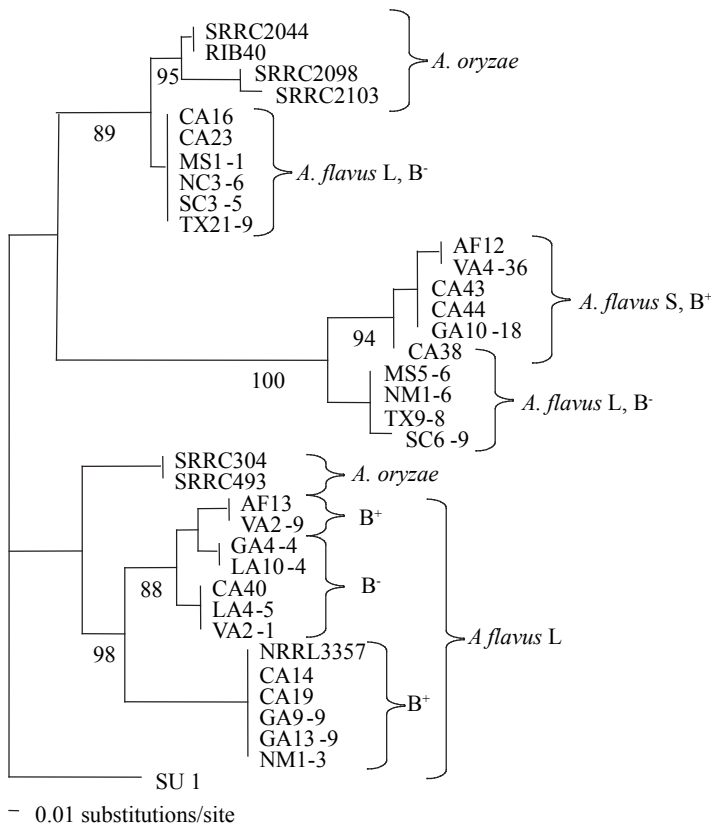 SRRC2044
RIB40
SRRC2098
SRRC2103
A. oryzae
95
89
CA16
CA23
MS1-1
NC3-6
SC3-5
TX21-9
A. flavus L, B-
AF12
VA4-36
CA43
CA44
GA10-18
A. flavus S, B+
94
100
CA38
MS5-6
NM1-6
TX9-8
SC6-9
A. flavus L, B-
SRRC304
SRRC493
A. oryzae
AF13
VA2-9
B+
GA4-4
LA10-4
CA40
LA4-5
VA2-1
B-
88
98
NRRL3357
CA14
CA19
GA9-9
GA13-9
NM1-3
B+
A flavus L
SU 1
0.01 substitutions/site